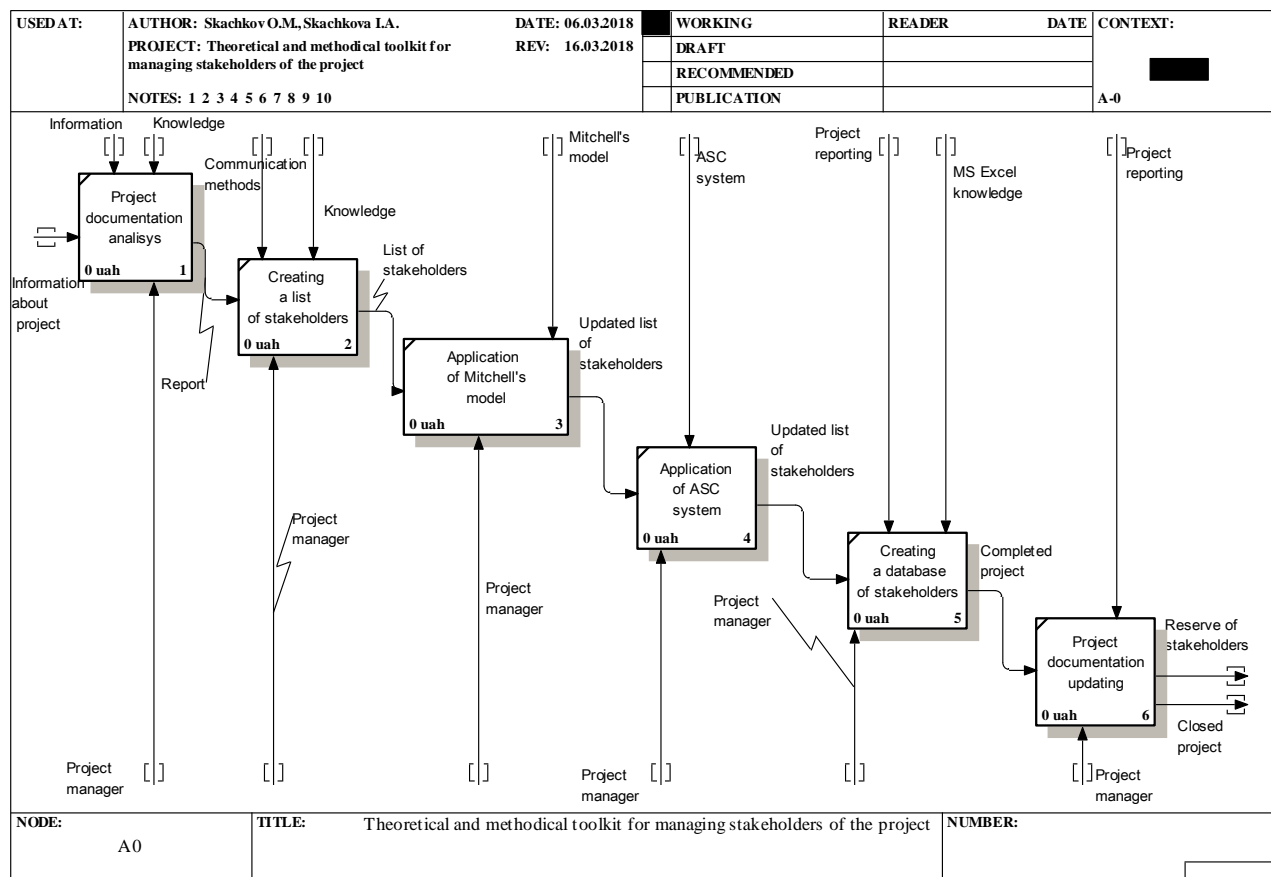 USED AT:
AUTHOR: Skachkov O.M., Skachkova I.A.
DATE: 06.03.2018
PROJECT: Theoretical and methodical toolkit for
managing stakeholders of the project
REV: 16.03.2018
NOTES: 1 2 3 4 5 6 7 8 9 10
WORKING
DRAFT
RECOMMENDED
PUBLICATION
READER DATE
CONTEXT:
A-0
Information
Knowledge
Communication
methods
Knowledge
Mitchell's
model
ASC
system
Project
reporting
MS Excel
knowledge
Project
reporting
Project
documentation
analisys
0 uah 1
Information
about
project
Report
Creating
a list
of stakeholders
0 uah 2
List of
stakeholders
Application
of Mitchell's
model
0 uah 3
Updated list
of
stakeholders
Application
of ASC
system
0 uah 4
Updated list
of
stakeholders
Creating
a database
of stakeholders
0 uah 5
Completed
project
Project
documentation
updating
0 uah 6
Reserve of
stakeholders
Closed
project
Project
manager
Project
manager
Project
manager
Project
manager
Project
manager
Project
manager
NODE:
A0
TITLE:
Theoretical and methodical toolkit for managing stakeholders of the project
NUMBER: